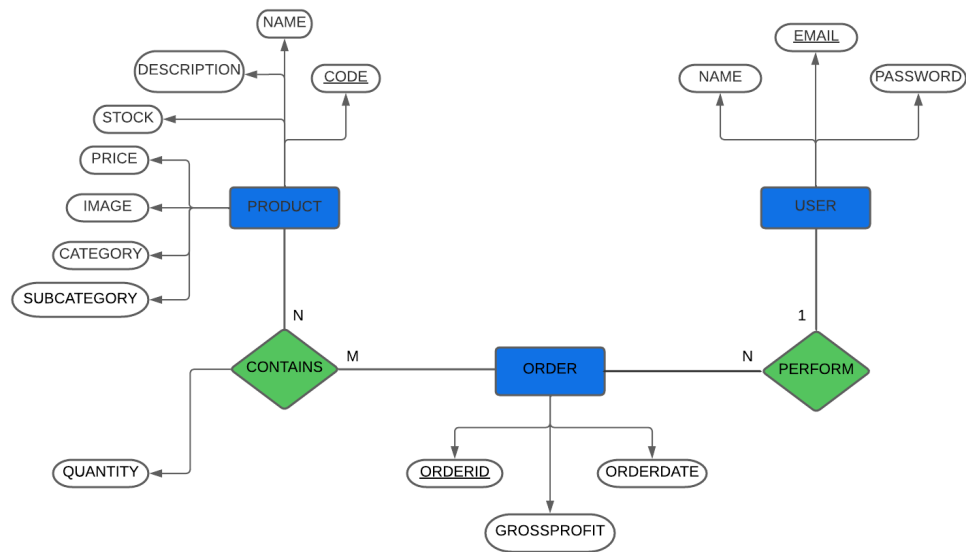 NAME
EMAIL
DESCRIPTION
CODE
NAME
PASSWORD
STOCK
PRICE
IMAGE
PRODUCT
USER
CATEGORY
SUBCATEGORY
N
1
CONTAINS
M
ORDER
N
PERFORM
QUANTITY
ORDERID
ORDERDATE
GROSSPROFIT